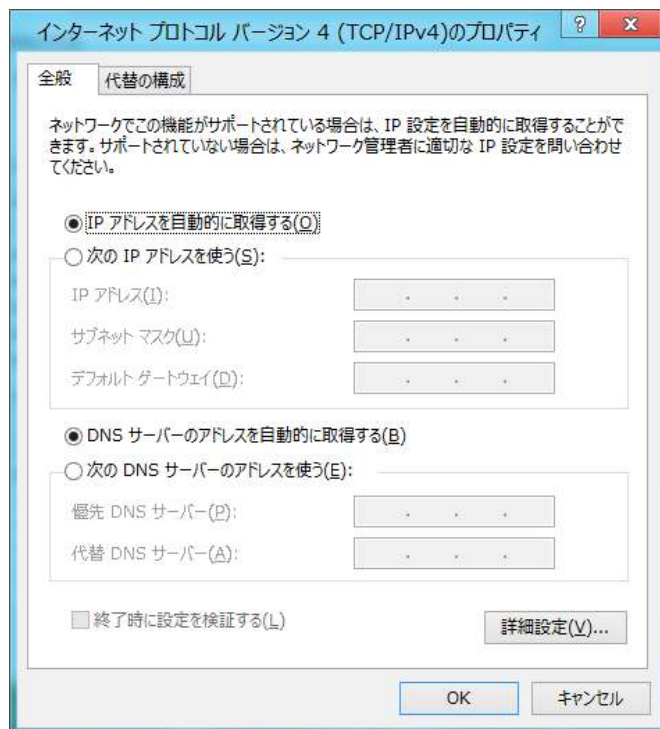 インターネット プロトコル バージョン 4 (TCP/IPv4)のプロパティ
全般
代替の構成
ネットワークでこの機能がサポートされている場合は、IP 設定を自動的に取得することがで
きます。サポートされていない場合は、ネットワーク管理者に適切な IP 設定を問い合わせ
てください。
IP アドレスを自動的に取得する(O)
次の IP アドレスを使う(S):
IP アドレス(I):
サブネット マスク(U):
デフォルト ゲートウェイ(D):
DNS サーバーのアドレスを自動的に取得する(B)
次の DNS サーバーのアドレスを使う(E):
優先 DNS サーバー(P):
代替 DNS サーバー(A):
終了時に設定を検証する(L)
詳細設定(V)...
OK
キャンセル